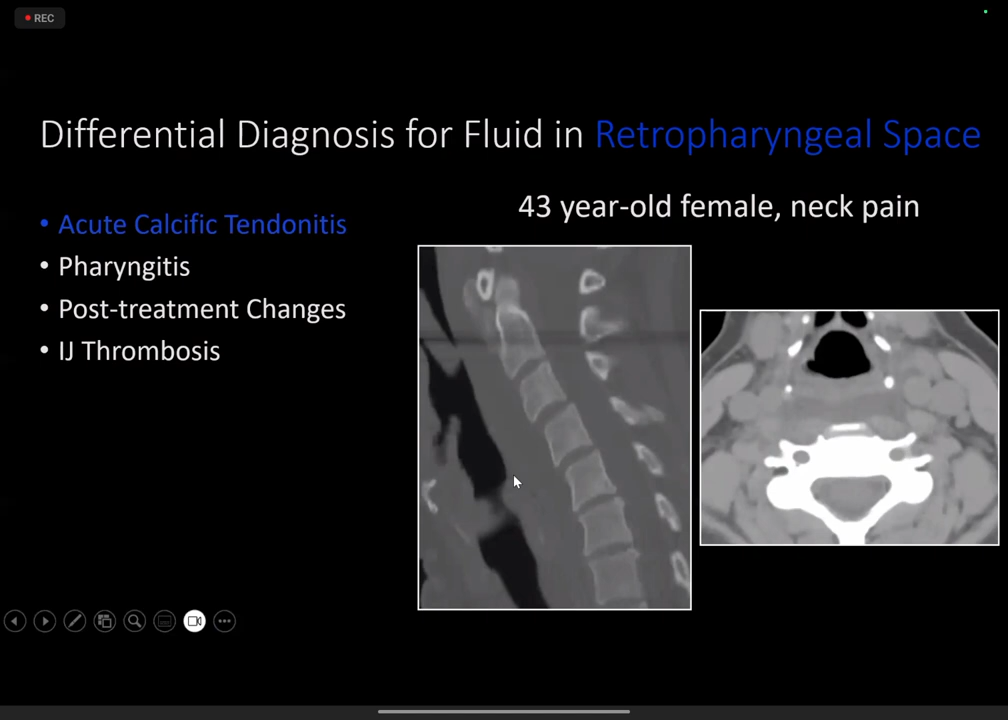 REC
Differential Diagnosis for Fluid in Retropharyngeal Space
43 year-old female, neck pain
• Acute Calcific Tendonitis
• Pharyngitis
• Post-treatment Changes
• IJ Thrombosis